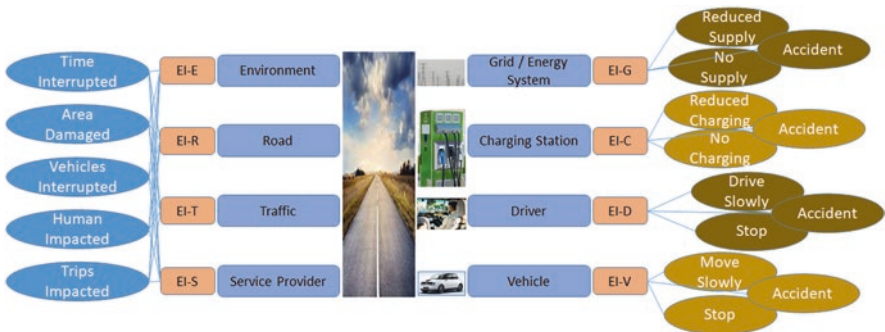 Time
Interrupted
Area
Damaged
Vehicles
Interrupted
Human
Impacted
Trips
Impacted
EI-E
Environment
EI-R
Road
EI-T
Traffic
EI-S
Service Provider
Grid / Energy
System
EI-G
Reduced
Supply
No
Supply
Accident
Charging Station
EI-C
Reduced
Charging
No
Charging
Accident
Driver
EI-D
Drive
Slowly
Stop
Accident
Vehicle
EI-V
Move
Slowly
Stop
Accident